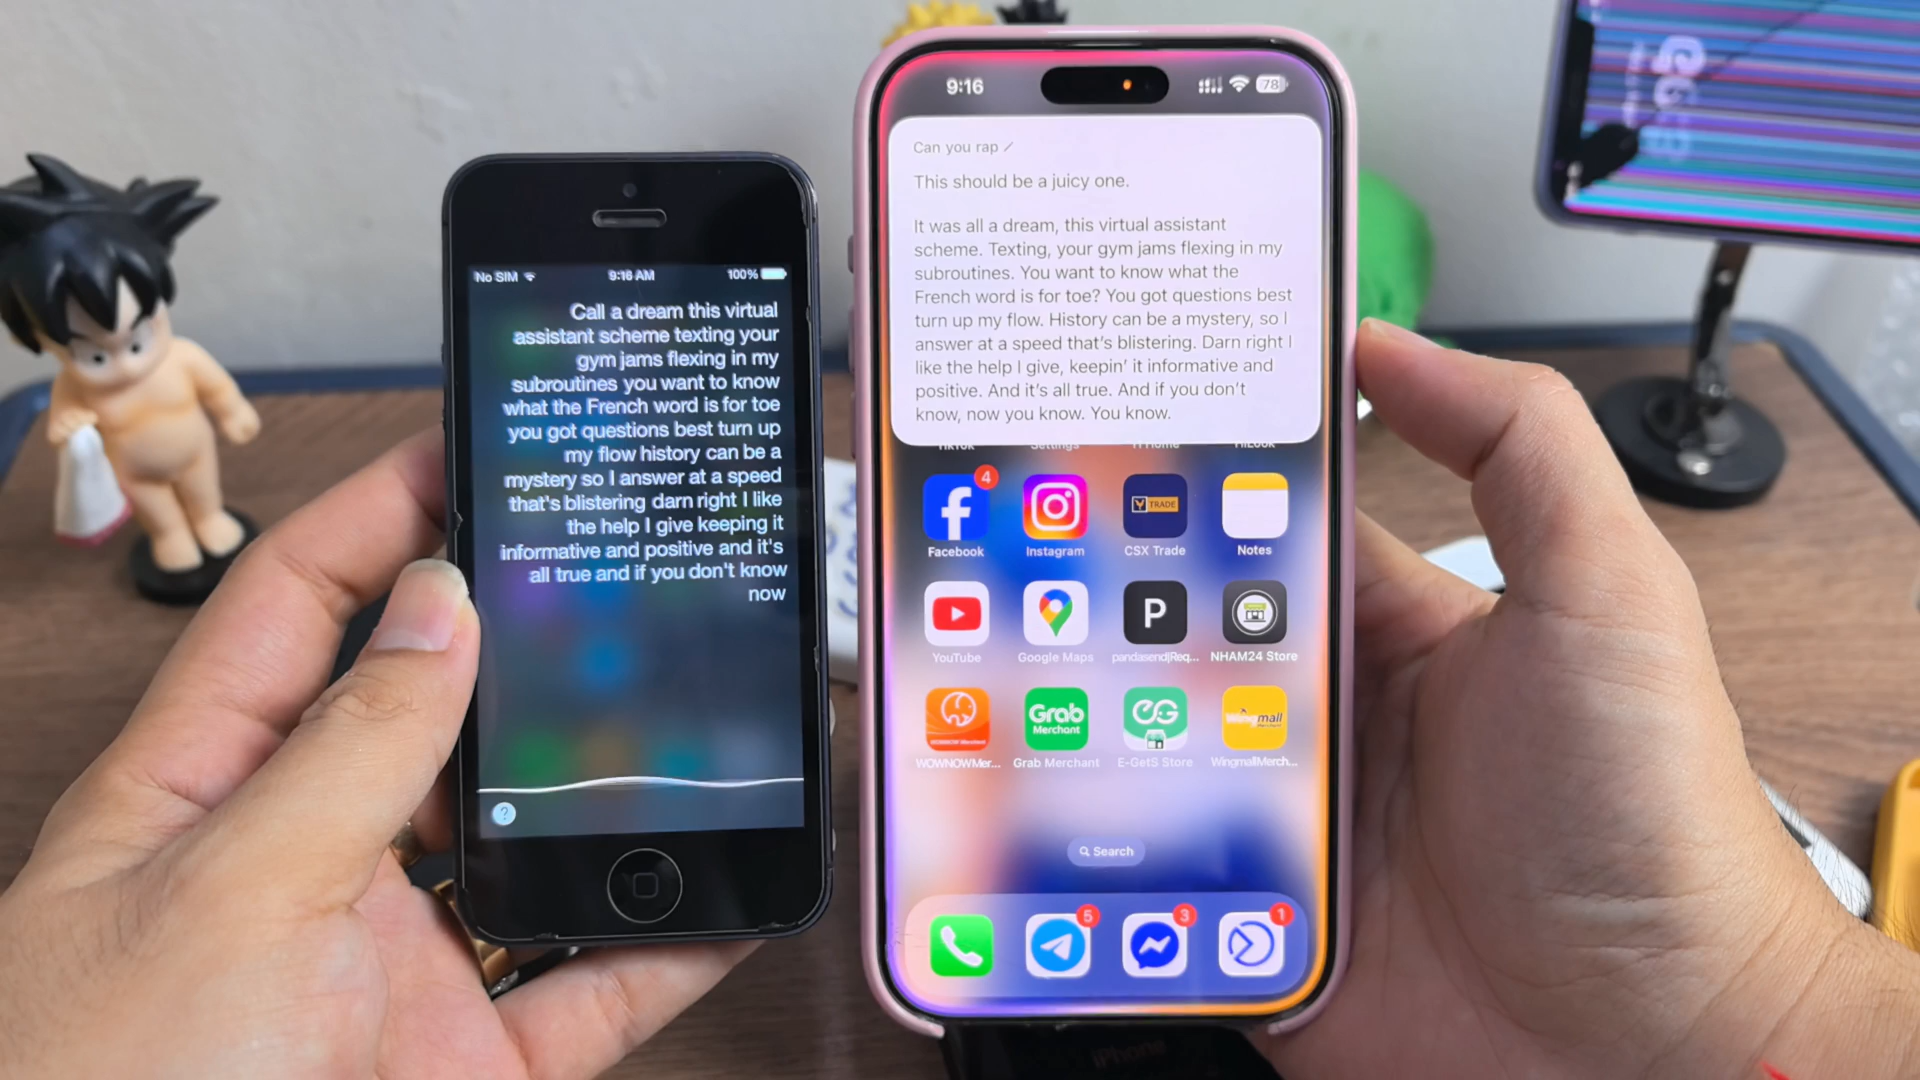 No SIM
9:16 AM
100%
Call a dream this virtual
assistant scheme texting your
gym jams flexing in my
subroutines you want to know
what the French word is for toe
you got questions best turn up
my flow history can be a
mystery so I answer at a speed
that's blistering darn right I like
the help I give keeping it
informative and positive and it's
all true and if you don't know
now
?
9:16
78
Can you rap
This should be a juicy one.
It was all a dream, this virtual assistant
scheme. Texting, your gym jams flexing in my
subroutines. You want to know what the
French word is for toe? You got questions best
turn up my flow. History can be a mystery, so I
answer at a speed that's blistering. Darn right I
like the help I give, keepin' it informative and
positive. And it's all true. And if you don't
know, now you know. You know.
TikTok
Settings
HiLook
4
TRADE
Facebook
Instagram
CSX Trade
Notes
P
YouTube
Google Maps
pandasend|Req...
NHAM24 Store
Grab
Merchant
Wingmall
WOWNOWMer...
Grab Merchant
E-GetS Store
WingmallMerch...
Search
5
3
1
iPhone